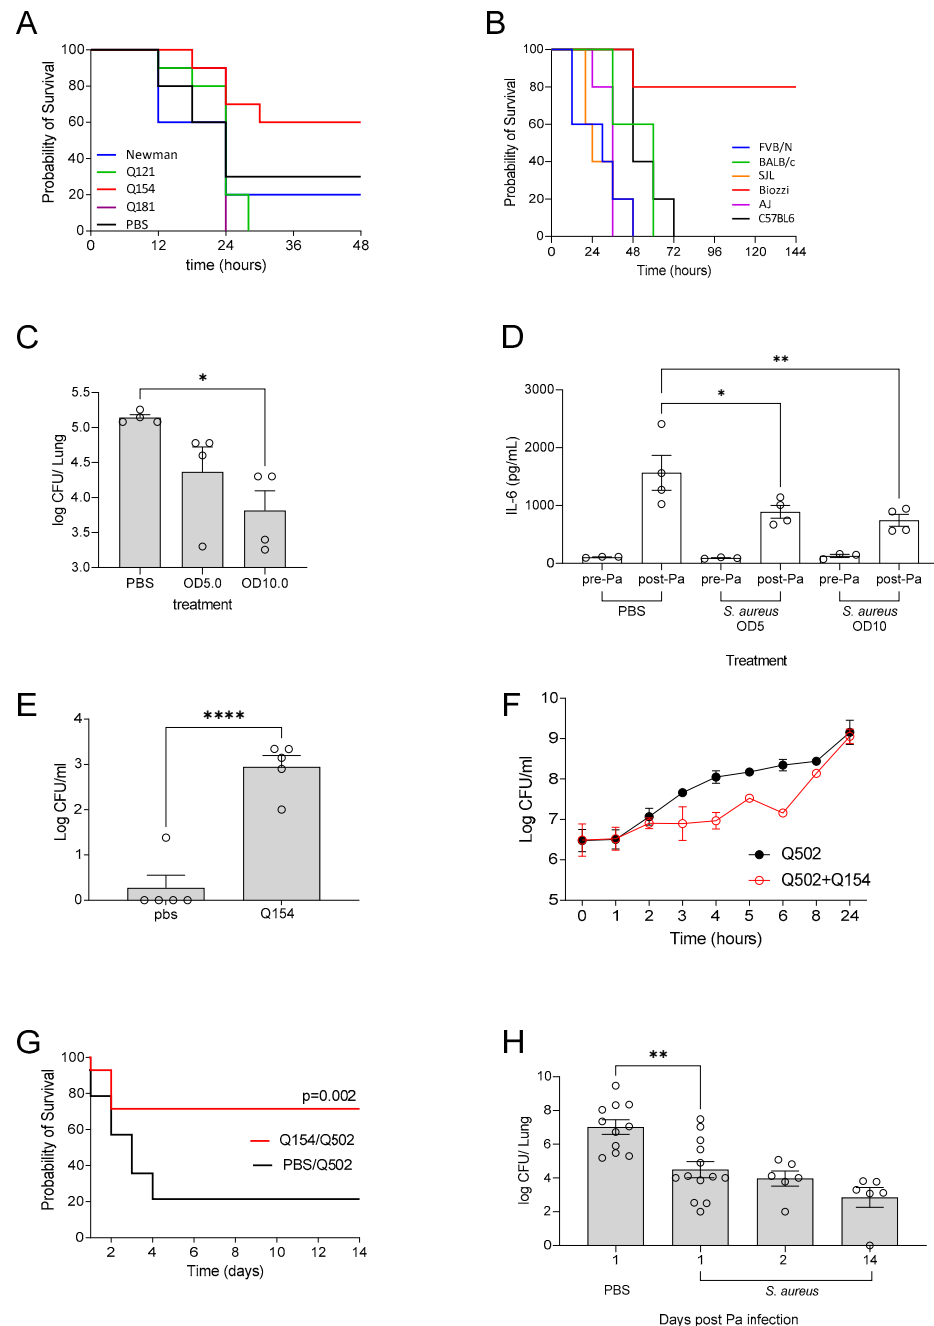 A
Probability of Survival
100
80
60
40
20
0
Newman
Q121
Q154
Q181
PBS
0 12 24 36 48
time (hours)
B
Probability of Survival
100
80
60
40
20
0
FVB/N
BALB/c
SJL
Biozzi
AJ
C57BL6
0 24 48 72 96 120 144
Time (hours)
C
log CFU/ Lung
*
5.5
5.0
4.5
4.0
3.5
3.0
PBS OD5.0 OD10.0
treatment
D
IL-6 (pg/mL)
**
*
3000
2000
1000
0
pre-Pa post-Pa pre-Pa post-Pa pre-Pa post-Pa
PBS S. aureus S. aureus
OD5 OD10
Treatment
E
Log CFU/ml
****
4
3
2
1
0
pbs Q154
F
Log CFU/ml
10
9
8
7
6
5
Q502
Q502+Q154
0 1 2 3 4 5 6 8 24
Time (hours)
G
Probability of Survival
100
80
60
40
20
0
p=0.002
Q154/Q502
PBS/Q502
2 4 6 8 10 12 14
Time (days)
H
log CFU/ Lung
**
10
8
6
4
2
0
1 1 2 14
PBS S. aureus
Days post Pa infection